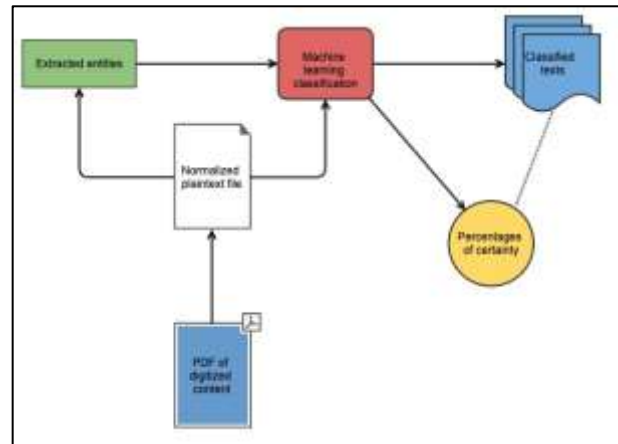 Extracted entities
Machine
learning
classification
Classified
texts
Normalized
plaintext file
Percentages
of certainty
PDF of
digitized
content